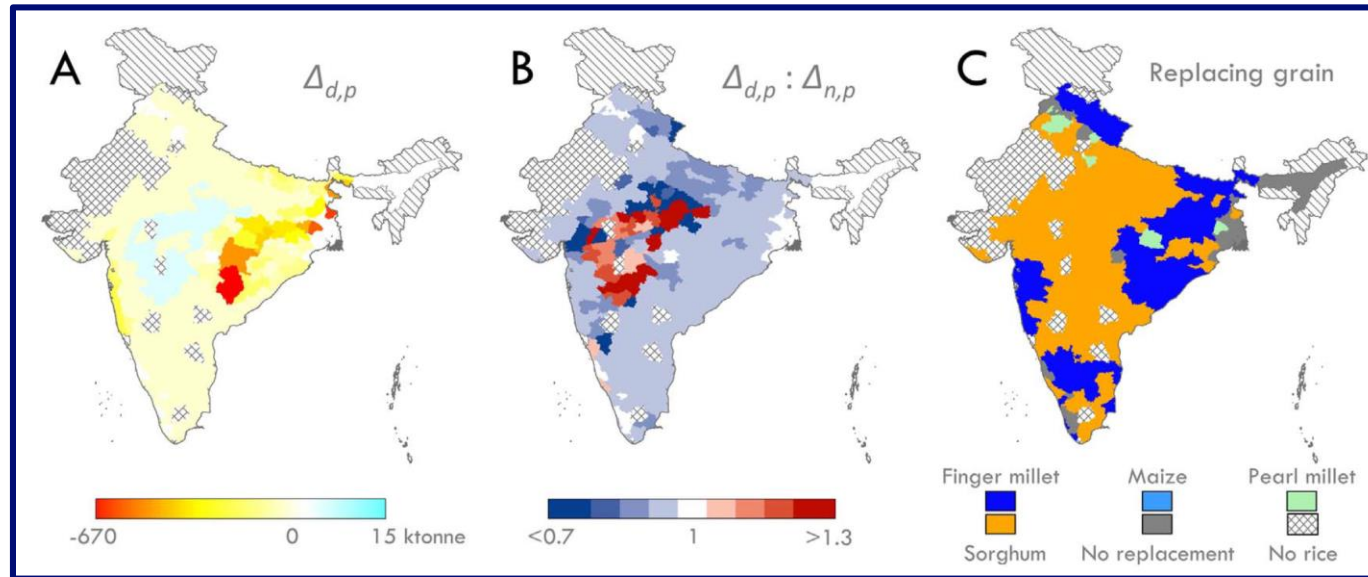 A
Δd,p
-670 0 15 ktonne
B
Δd,p : Δn,p
<0.7 1 >1.3
C
Replacing grain
Finger millet Maize Pearl millet
Sorghum No replacement No rice